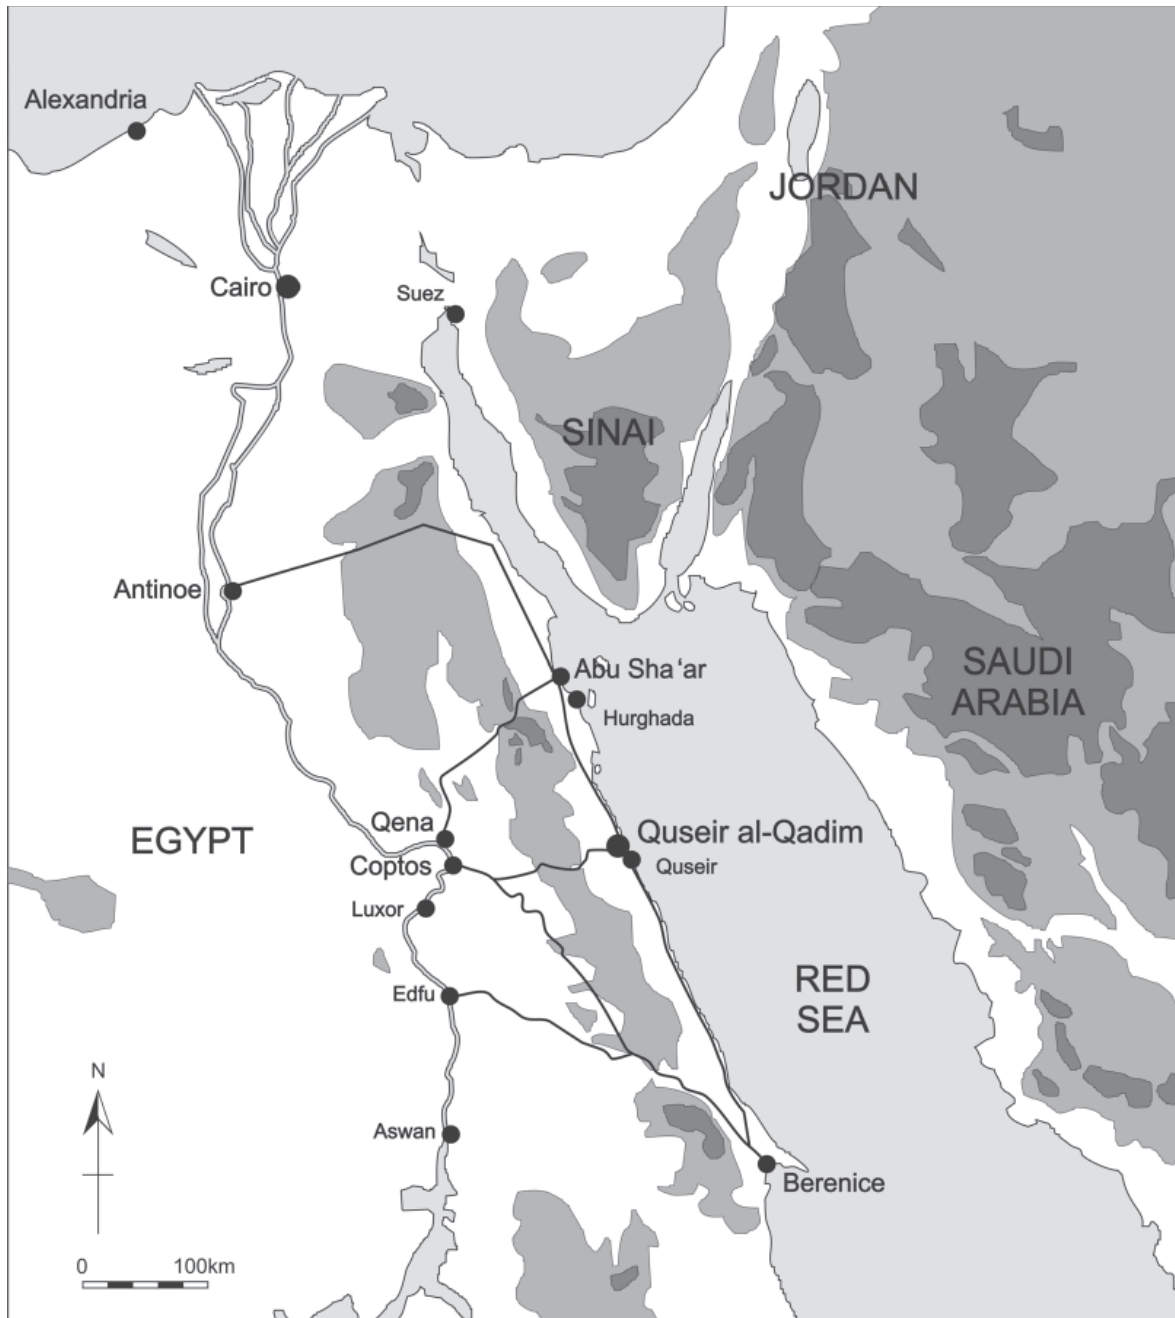 Alexandria
JORDAN
Cairo
Suez
SINAI
Antinoe
SAUDI
ARABIA
Abu Sha ‘ar
Hurghada
Qena
EGYPT
Quseir al-Qadim
Coptos
Quseir
Luxor
RED
SEA
Edfu
N
Aswan
Berenice
0 100km